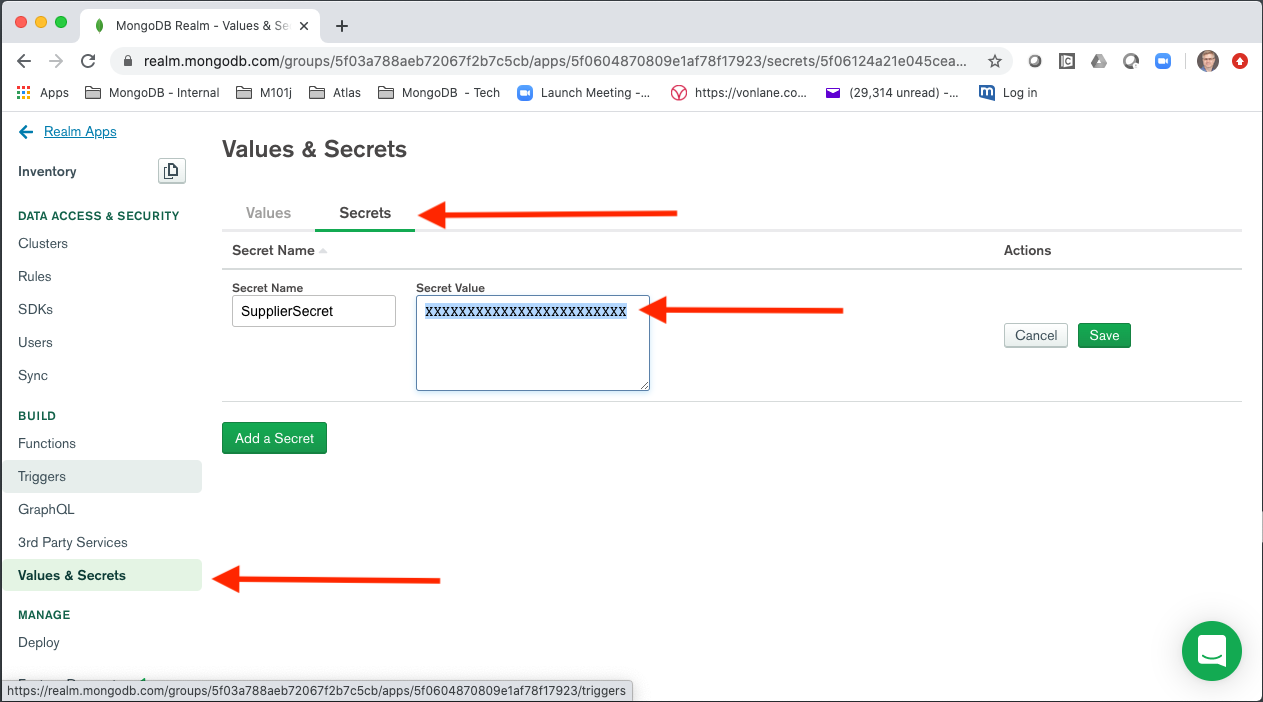 MongoDB Realm - Values & Se
realm.mongodb.com/groups/5f03a788aeb72067f2b7c5cb/apps/5f0604870809e1af78f17923/secrets/5f06124a21e045cea...
Apps MongoDB - Internal M101j Atlas MongoDB - Tech Launch Meeting -... https://vonlane.co... (29,314 unread) -... Log in
Realm Apps
Inventory
DATA ACCESS & SECURITY
Clusters
Rules
SDKs
Users
Sync
BUILD
Functions
Triggers
GraphQL
3rd Party Services
Values & Secrets
MANAGE
Deploy
Values & Secrets
Values Secrets
Secret Name Actions
Secret Name Secret Value
SupplierSecret XXXXXXXXXXXXXXXXXXXXXXXX
Cancel Save
Add a Secret
https://realm.mongodb.com/groups/5f03a788aeb72067f2b7c5cb/apps/5f0604870809e1af78f17923/triggers